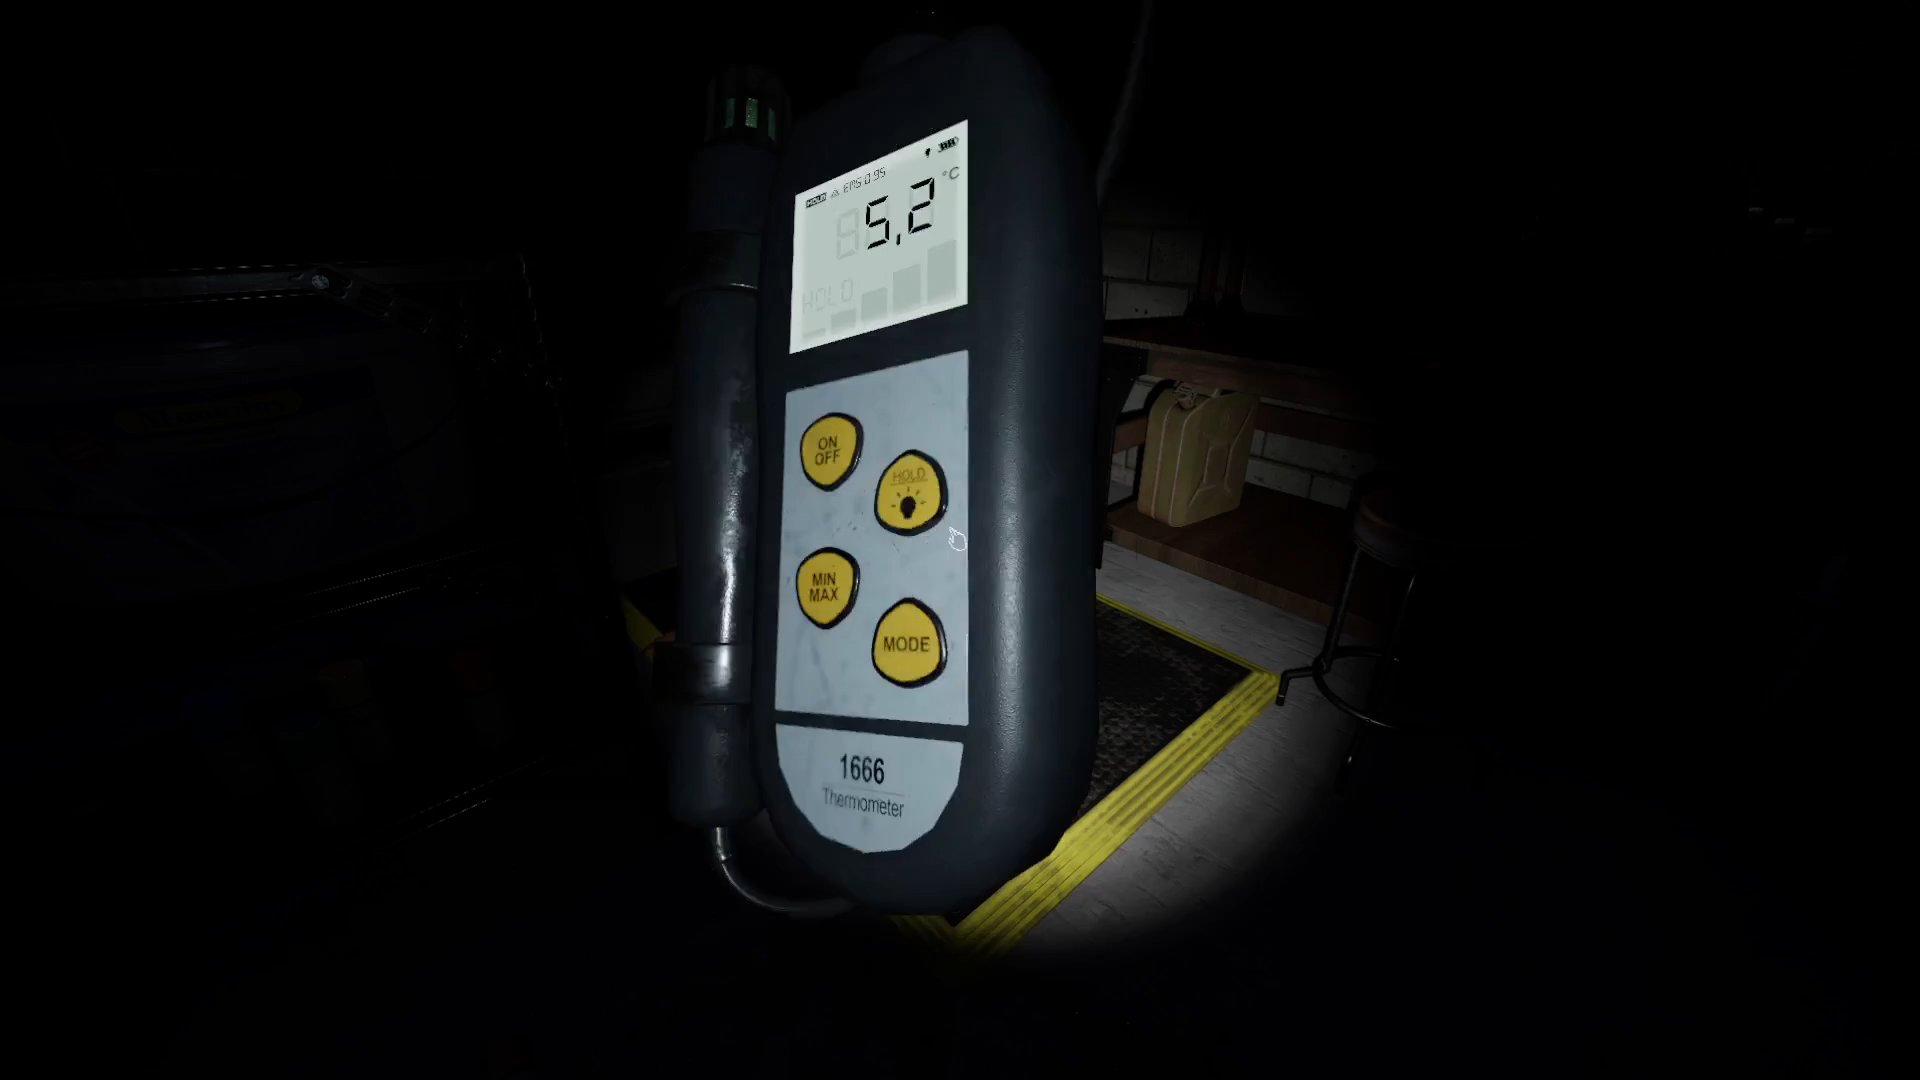 HOLD EMS 0.95
5,2 °C
HOLD
ON
OFF
HOLD
MIN
MAX
MODE
1666
Thermometer